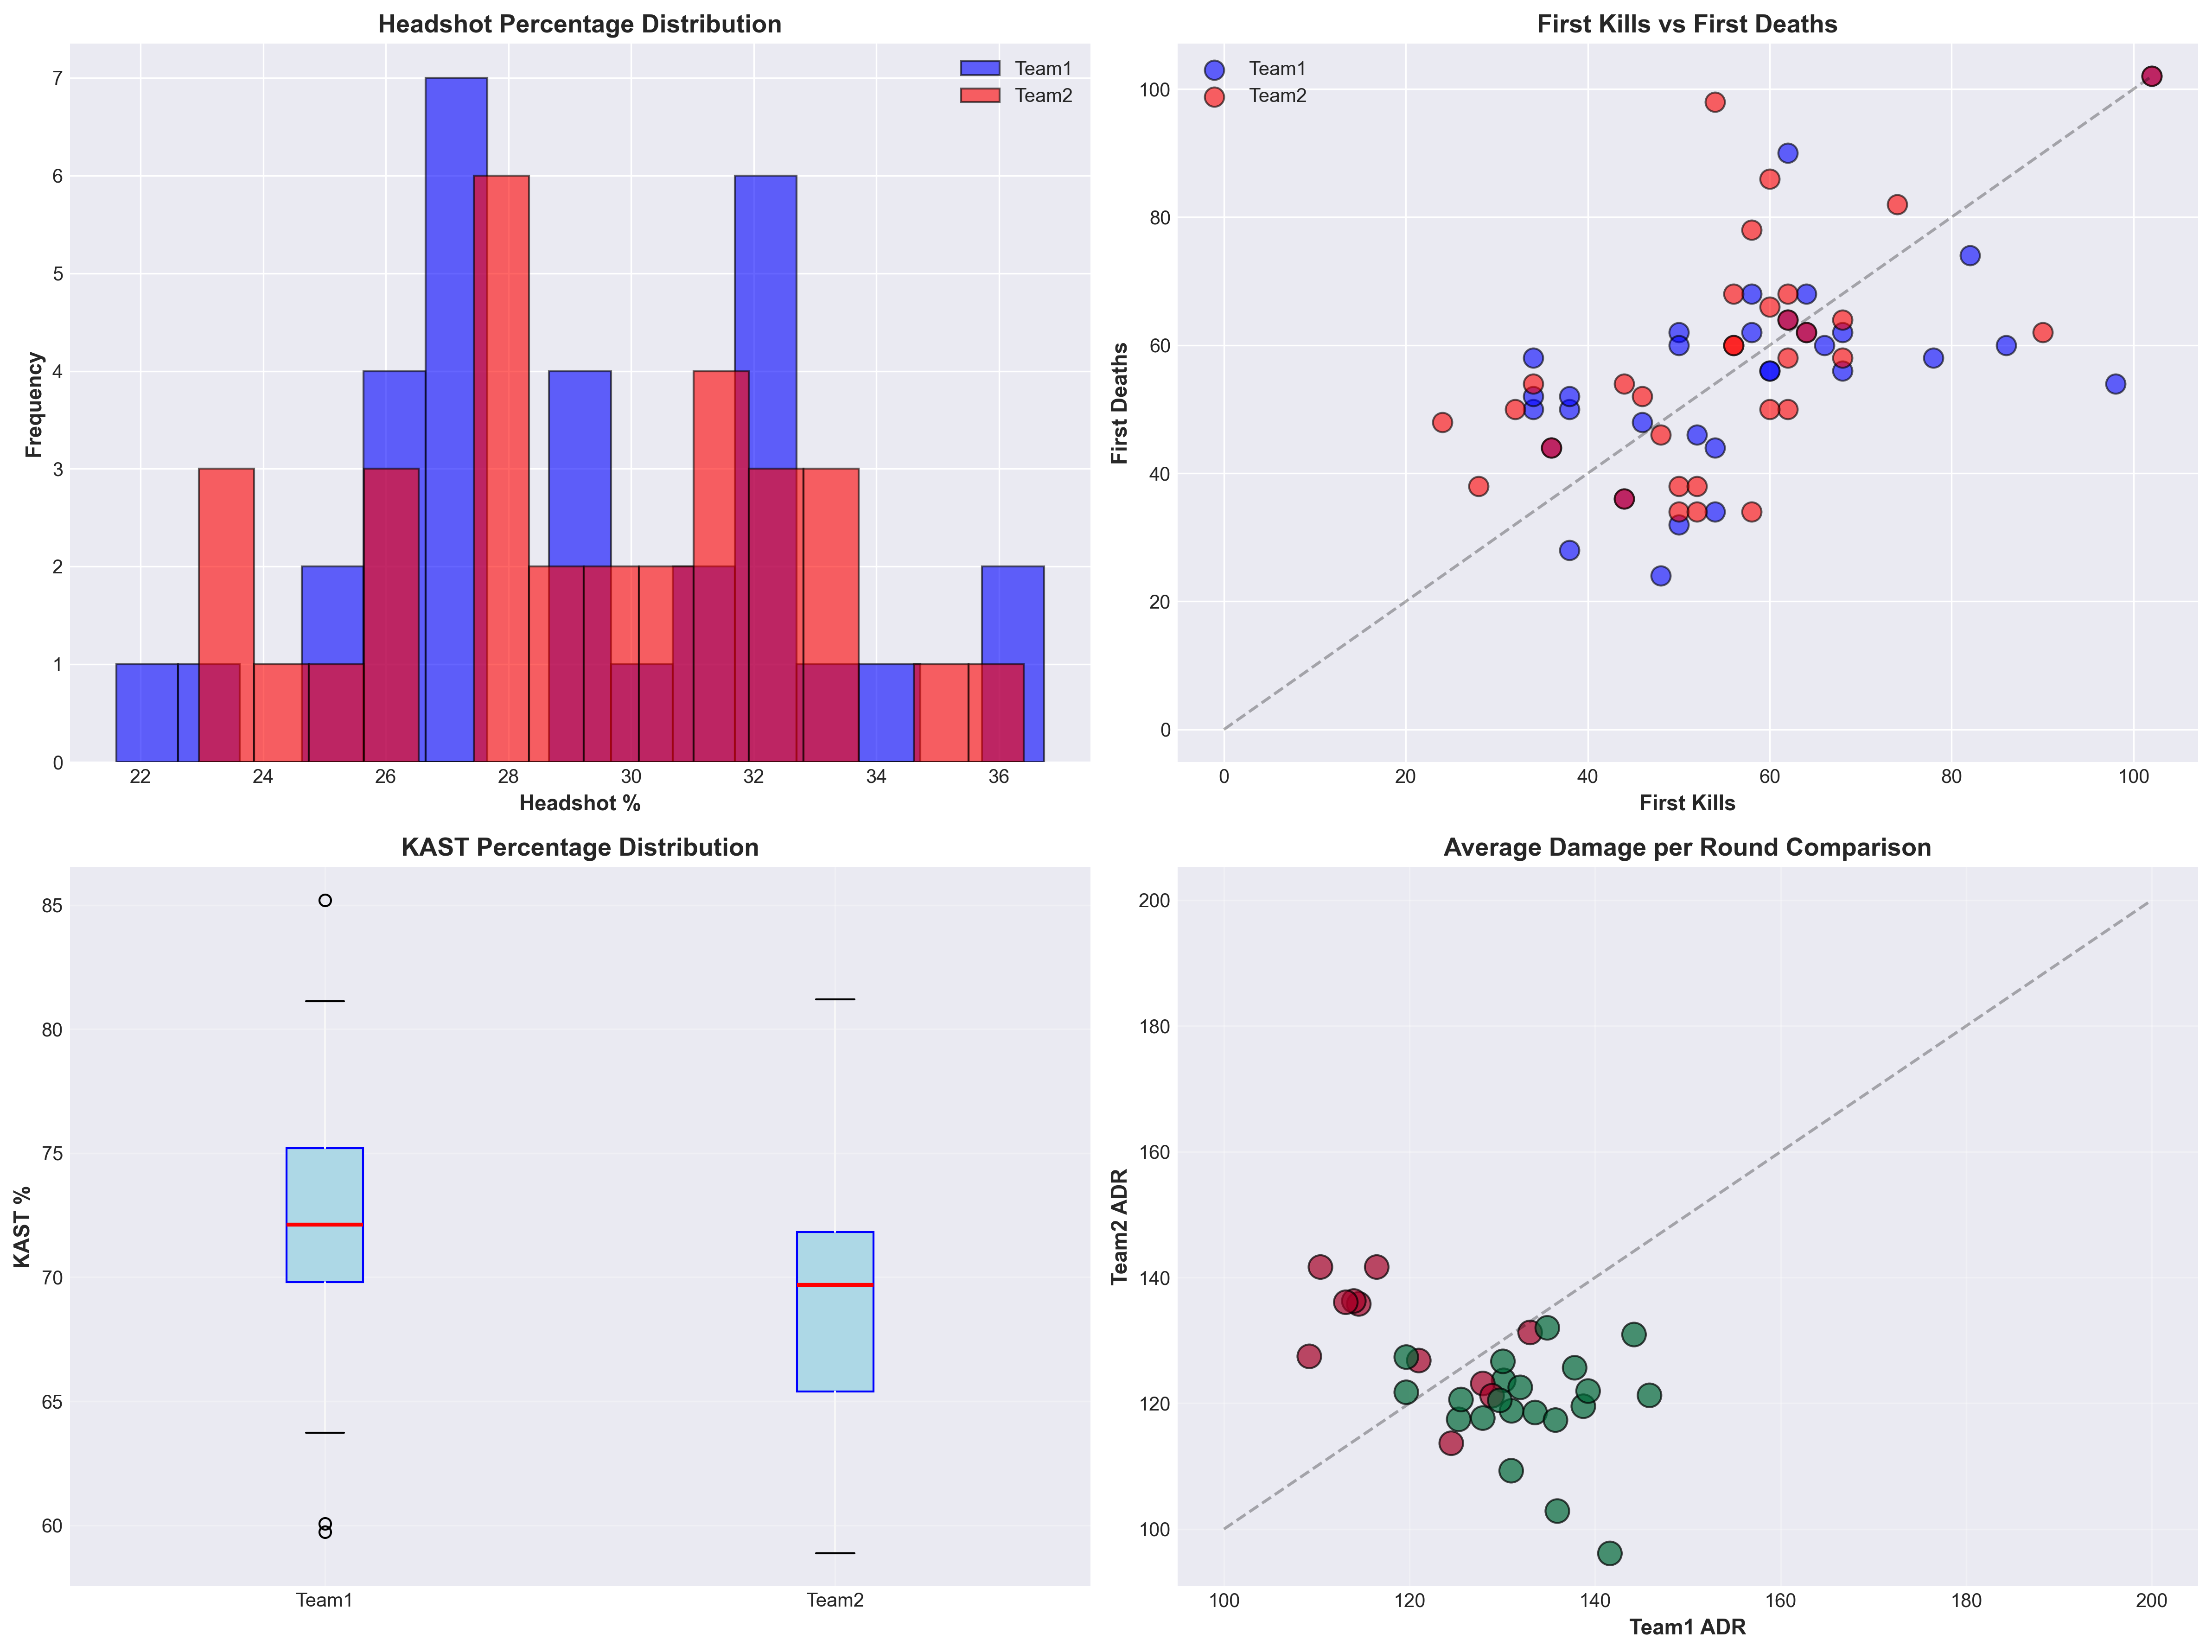 Headshot Percentage Distribution
Team1
Team2
7
6
5
4
3
2
1
0
Frequency
22 24 26 28 30 32 34 36
Headshot %
First Kills vs First Deaths
Team1
Team2
100
80
60
40
20
0
First Deaths
0 20 40 60 80 100
First Kills
KAST Percentage Distribution
85
80
75
70
65
60
KAST %
Team1 Team2
Average Damage per Round Comparison
200
180
160
140
120
100
Team2 ADR
100 120 140 160 180 200
Team1 ADR